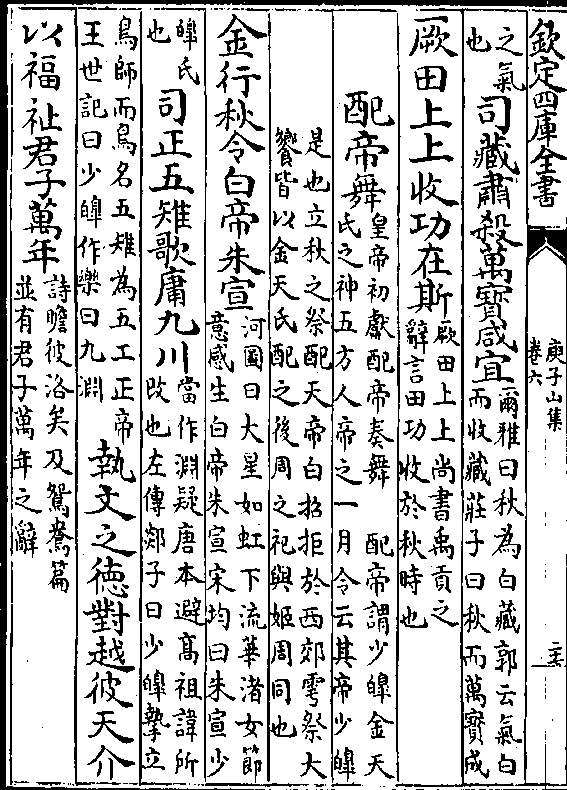 欽定四庫全書
庾子山集
卷六
之氣
也
司藏肅殺萬寶咸宜
爾雅曰秋為白藏郭云氣白
而收藏莊子曰秋而萬寶成
厥田上上收功在斯
厥田上上尚書禹貢之
辭言田功收於秋時也
配帝舞
皇帝初獻配帝奏舞 配帝謂少皥金天
氏之神五方人帝之一月令云其帝少皥
是也立秋之祭配天帝白招拒於西郊雩祭大
饗皆以金天氏配之後周之祀與姬周同也
金行秋令白帝朱宣
河圖曰大星如虹下流華渚女節
意感生白帝朱宣宋均曰朱宣少
皥氏
也
司正五雉歌庸九川
當作淵疑唐本避高祖諱所
改也左傳郯子曰少皥摯立
鳥師而鳥名五雉為五工正帝
王世記曰少皥作樂曰九淵
執文之德對越彼天介
以福祉君子萬年
詩瞻彼洛矣及鴛鴦篇
並有君子萬年之辭